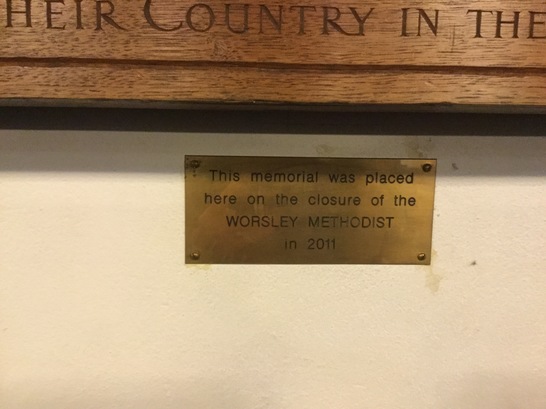 HEIR COUNTRY IN THE
This memorial was placed
here on the closure of the
WORSLEY METHODIST
in 2011